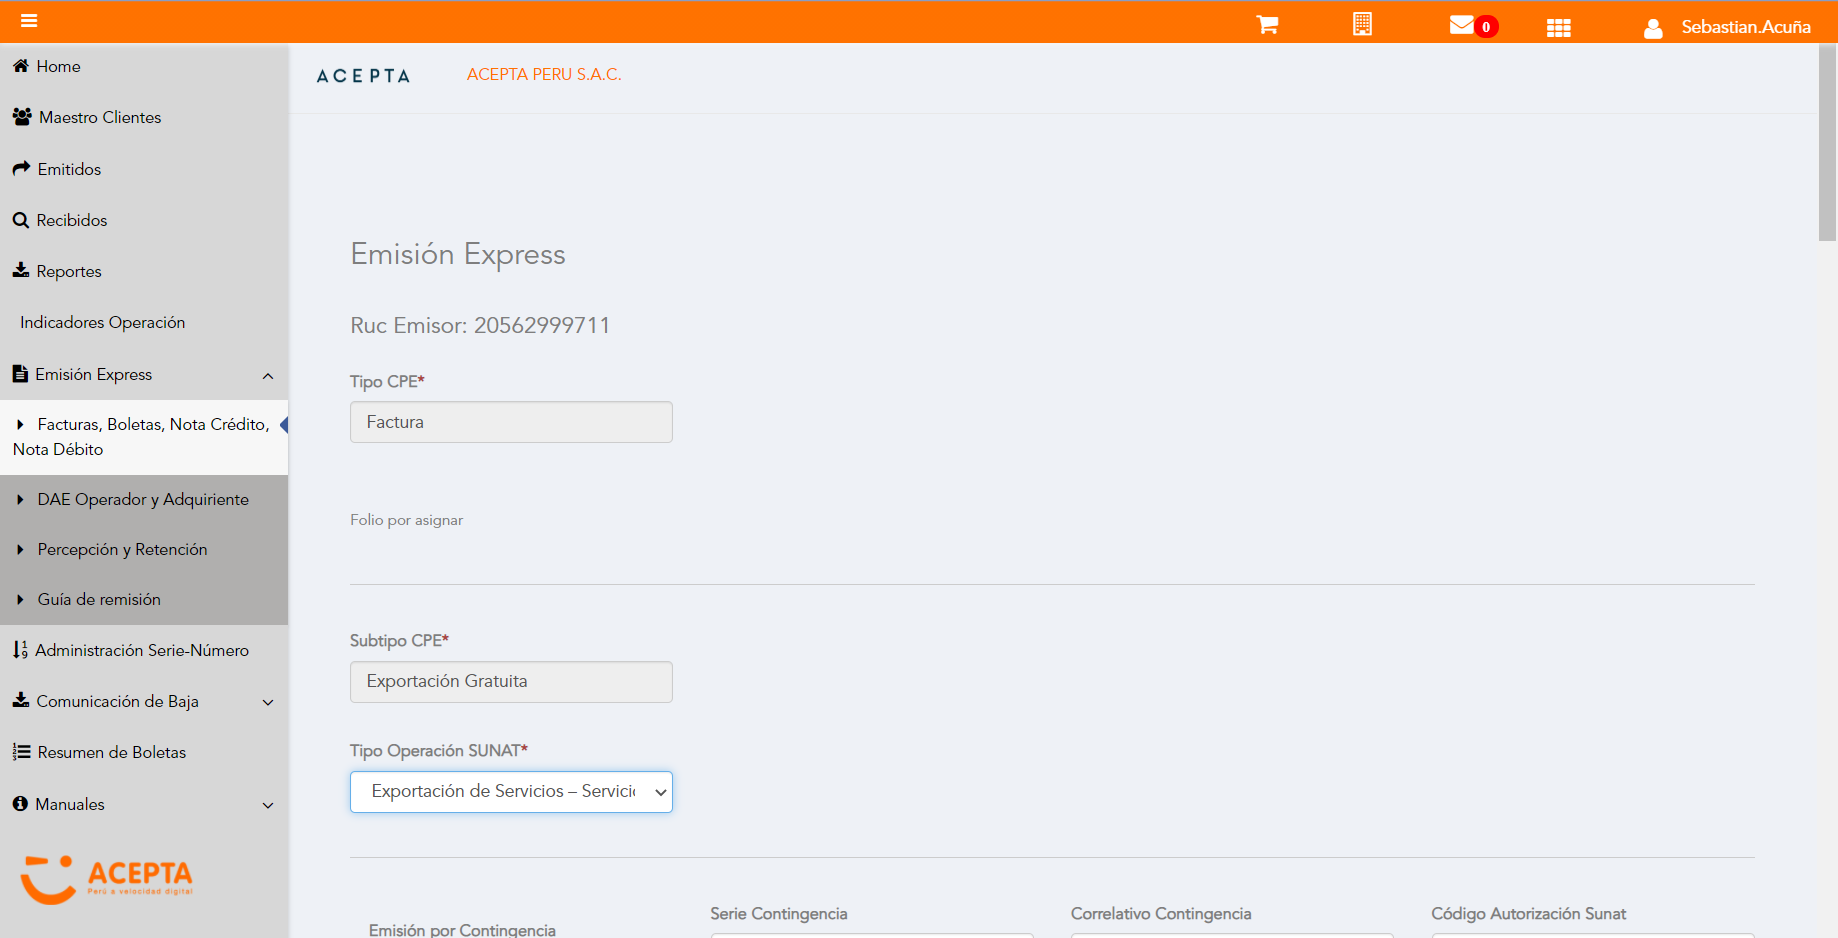 0
Sebastian.Acuña
Home
Maestro Clientes
Emitidos
Recibidos
Reportes
Indicadores Operación
Emisión Express
Facturas, Boletas, Nota Crédito,
Nota Débito
DAE Operador y Adquiriente
Percepción y Retención
Guía de remisión
Administración Serie-Número
Comunicación de Baja
Resumen de Boletas
Manuales
ACEPTA
Perú a velocidad digital
ACEPTA
ACEPTA PERU S.A.C.
Emisión Express
Ruc Emisor: 20562999711
Tipo CPE*
Factura
Folio por asignar
Subtipo CPE*
Exportación Gratuita
Tipo Operación SUNAT*
Exportación de Servicios – Servici
Emisión por Contingencia
Serie Contingencia
Correlativo Contingencia
Código Autorización Sunat